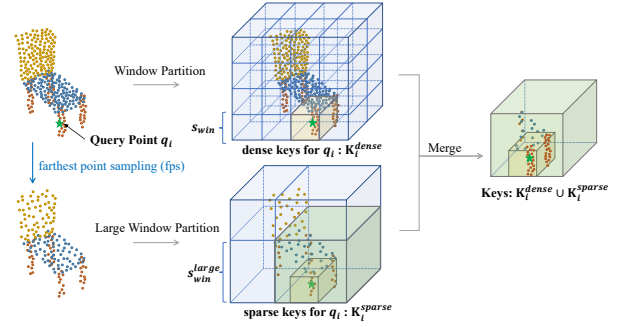 Window Partition
s_win
Query Point q_i
dense keys for q_i : K_i^dense
farthest point sampling (fps)
Merge
Keys: K_i^dense ∪ K_i^sparse
Large Window Partition
s_win^large
sparse keys for q_i : K_i^sparse